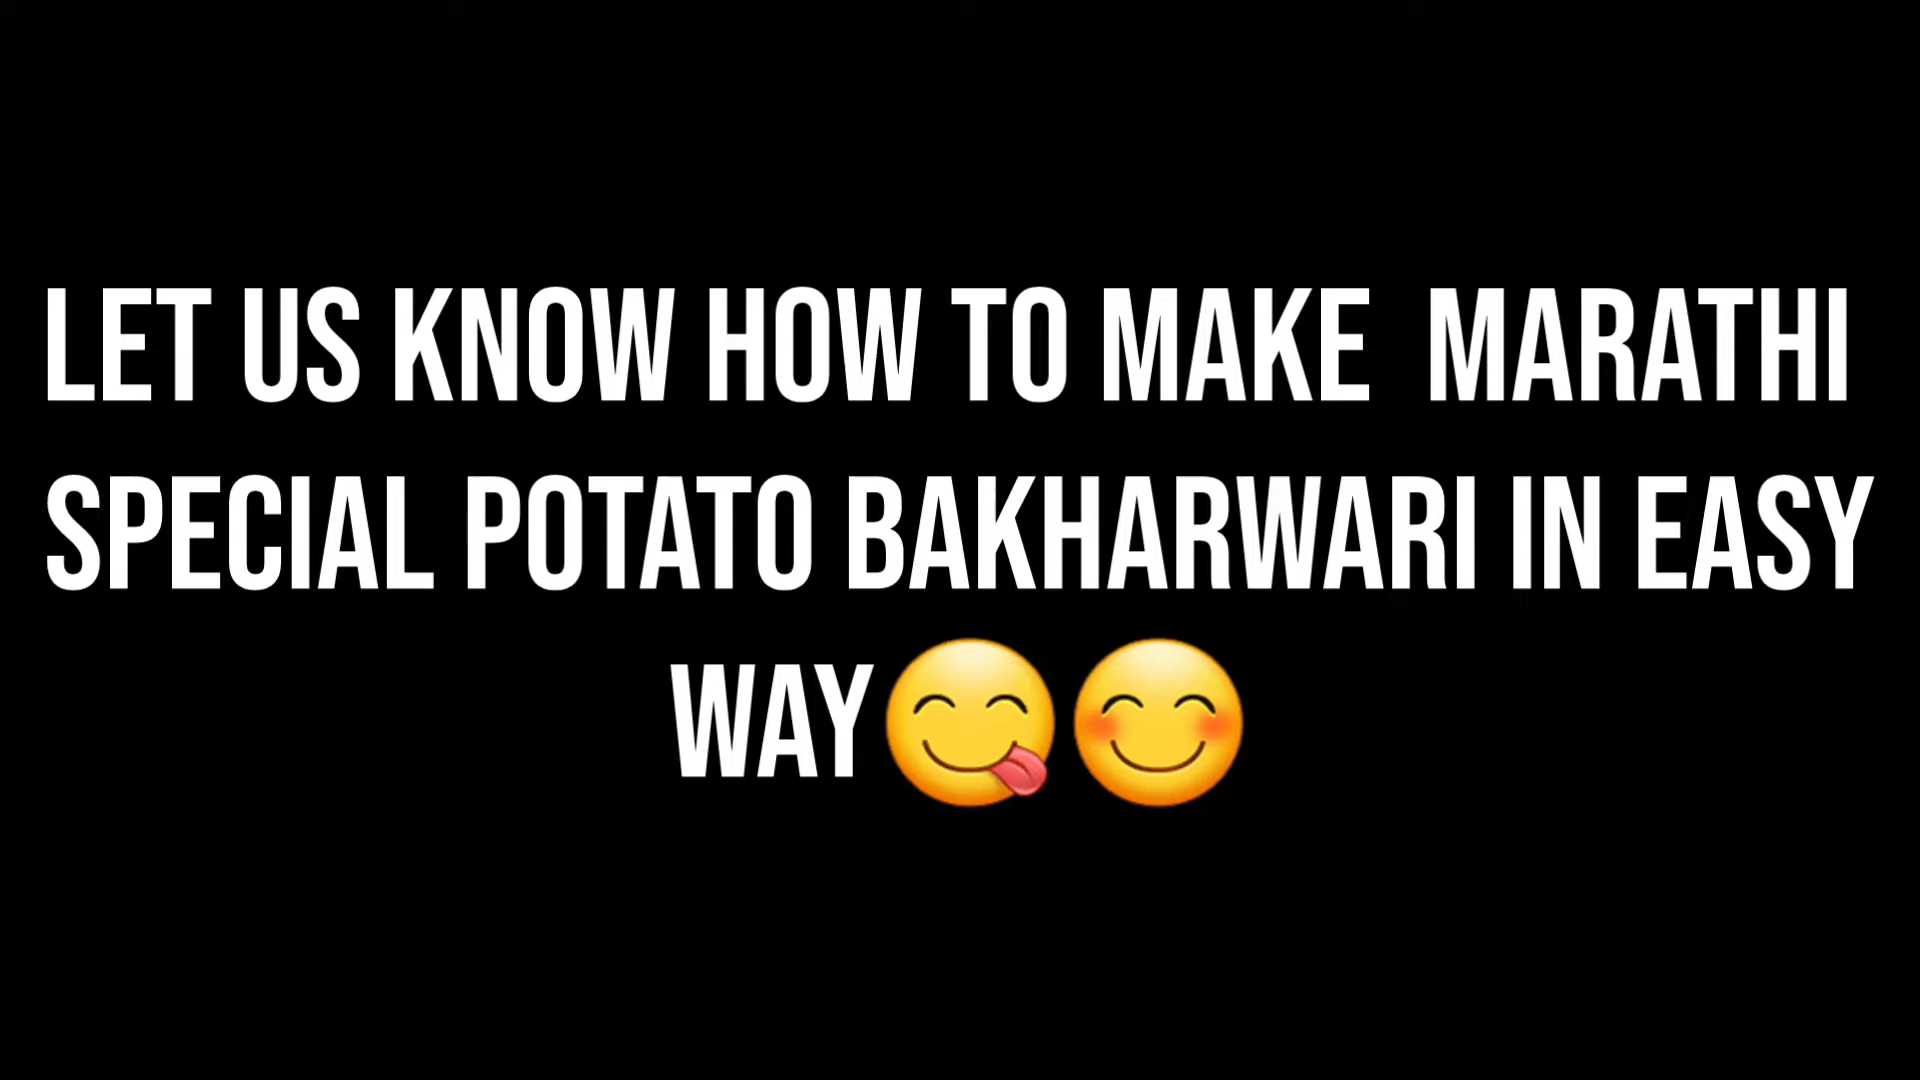 LET US KNOW HOW TO MAKE  MARATHI
SPECIAL POTATO BAKHARWARI IN EASY
WAY😋😊